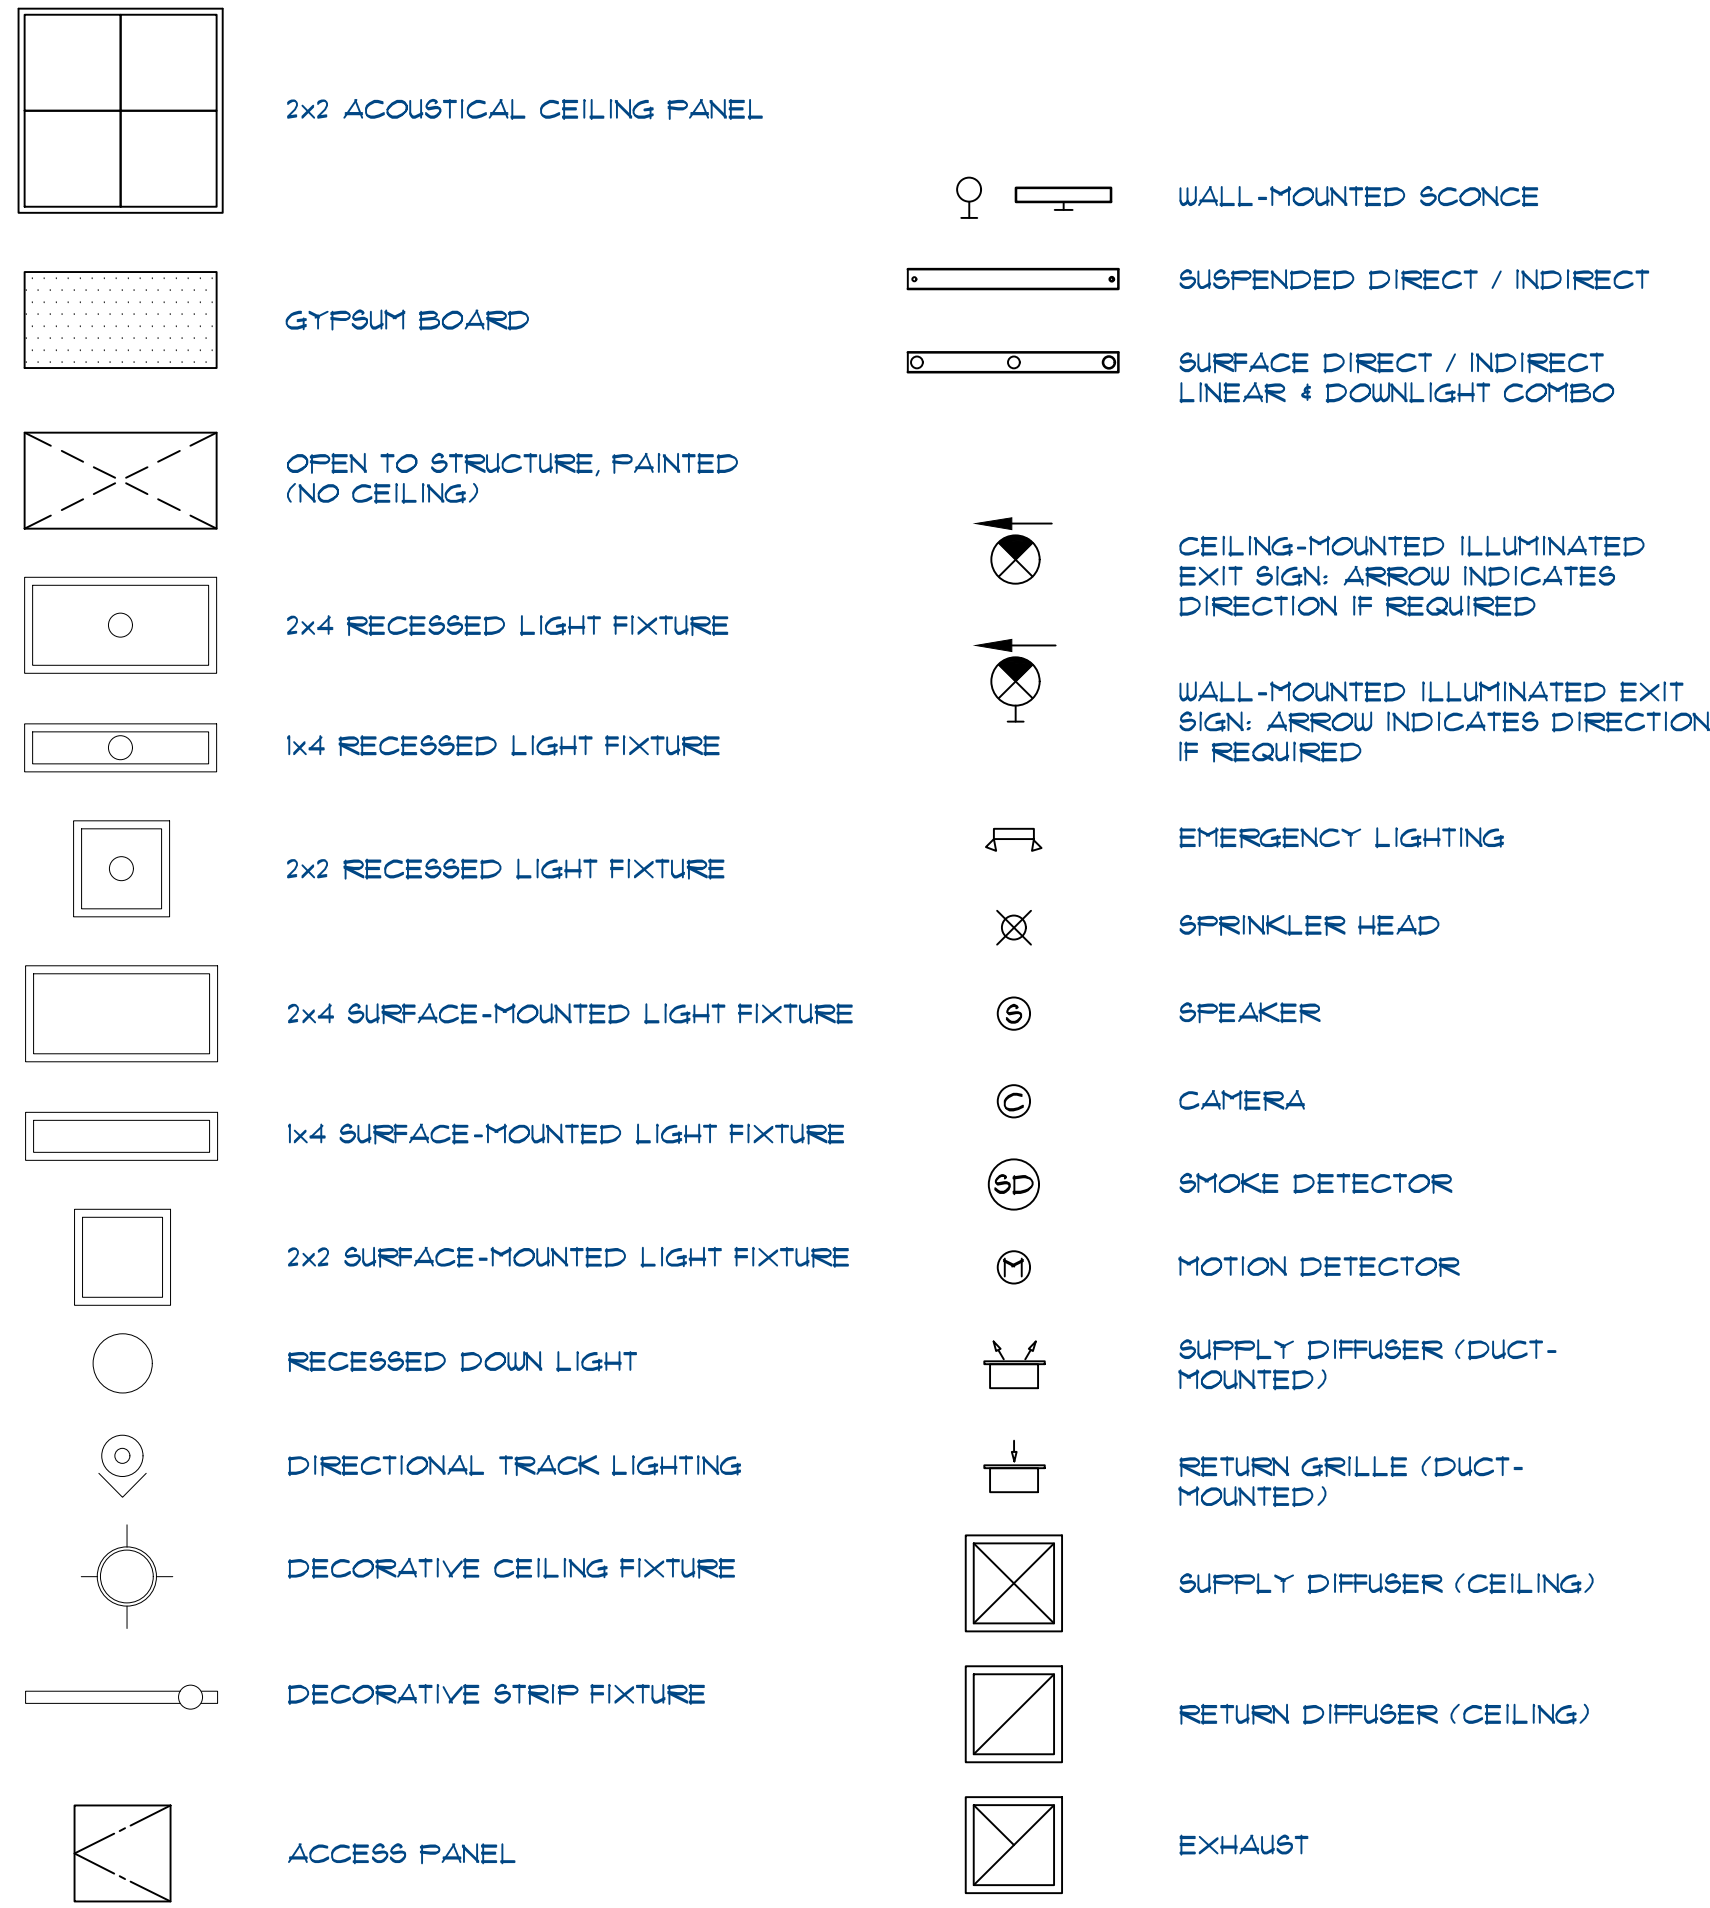 2x2 ACOUSTICAL CEILING PANEL
GYPSUM BOARD
OPEN TO STRUCTURE, PAINTED
(NO CEILING)
2x4 RECESSED LIGHT FIXTURE
1x4 RECESSED LIGHT FIXTURE
2x2 RECESSED LIGHT FIXTURE
2x4 SURFACE-MOUNTED LIGHT FIXTURE
1x4 SURFACE-MOUNTED LIGHT FIXTURE
2x2 SURFACE-MOUNTED LIGHT FIXTURE
RECESSED DOWN LIGHT
DIRECTIONAL TRACK LIGHTING
DECORATIVE CEILING FIXTURE
DECORATIVE STRIP FIXTURE
ACCESS PANEL
WALL-MOUNTED SCONCE
SUSPENDED DIRECT / INDIRECT
SURFACE DIRECT / INDIRECT
LINEAR & DOWNLIGHT COMBO
CEILING-MOUNTED ILLUMINATED
EXIT SIGN: ARROW INDICATES
DIRECTION IF REQUIRED
WALL-MOUNTED ILLUMINATED EXIT
SIGN: ARROW INDICATES DIRECTION
IF REQUIRED
EMERGENCY LIGHTING
SPRINKLER HEAD
S SPEAKER
C CAMERA
SD SMOKE DETECTOR
M MOTION DETECTOR
SUPPLY DIFFUSER (DUCT-
MOUNTED)
RETURN GRILLE (DUCT-
MOUNTED)
SUPPLY DIFFUSER (CEILING)
RETURN DIFFUSER (CEILING)
EXHAUST